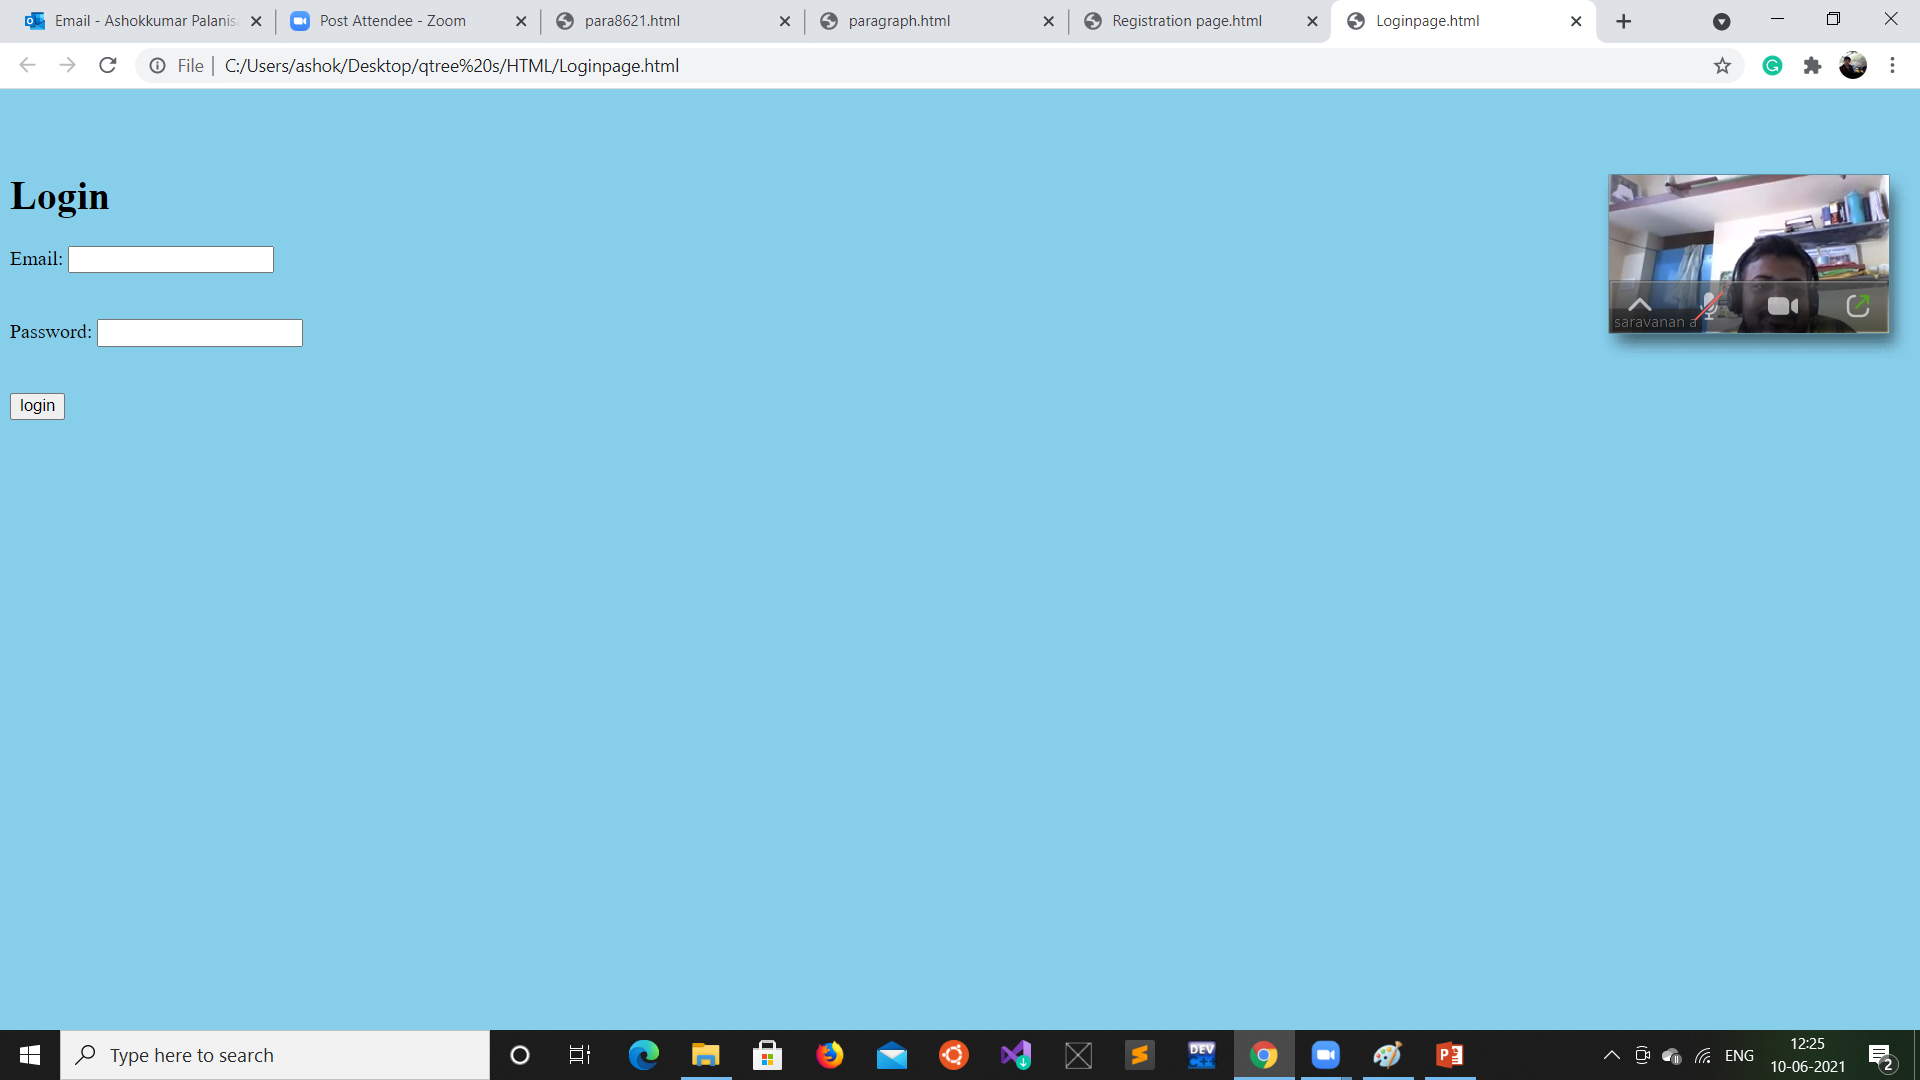 Email - Ashokkumar Palanis
Post Attendee - Zoom
para8621.html
paragraph.html
Registration page.html
Loginpage.html
File
C:/Users/ashok/Desktop/qtree%20s/HTML/Loginpage.html
Login
Email:
Password:
login
saravanan a
Type here to search
DEV
C++
ENG
12:25
10-06-2021
2